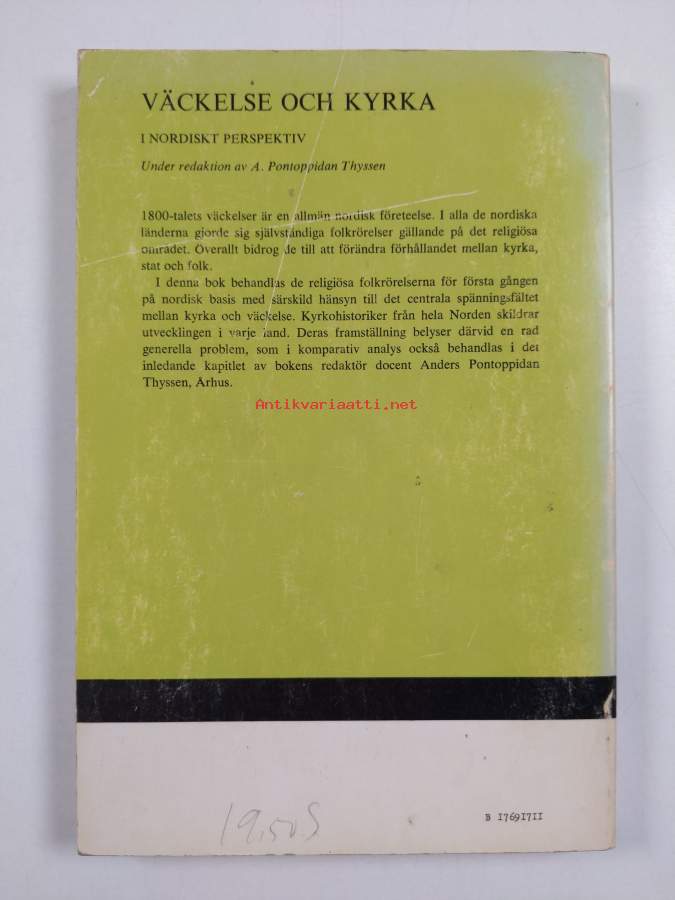 VÄCKELSE OCH KYRKA
I NORDISKT PERSPEKTIV
Under redaktion av A. Pontoppidan Thyssen
1800-talets väckelser är en allmän nordisk företeelse. I alla de nordiska
länderna gjorde sig självständiga folkrörelser gällande på det religiösa
området. Överallt bidrog de till att förändra förhållandet mellan kyrka,
stat och folk.
I denna bok behandlas de religiösa folkrörelserna för första gången
på nordisk basis med särskild hänsyn till det centrala spänningsfältet
mellan kyrka och väckelse. Kyrkohistoriker från hela Norden skildrar
utvecklingen i varje land. Deras framställning belyser därvid en rad
generella problem, som i komparativ analys också behandlas i det
inledande kapitlet av bokens redaktör docent Anders Pontoppidan
Thyssen, Århus.
Antikvariaatti.net
19,50S
B 17691711